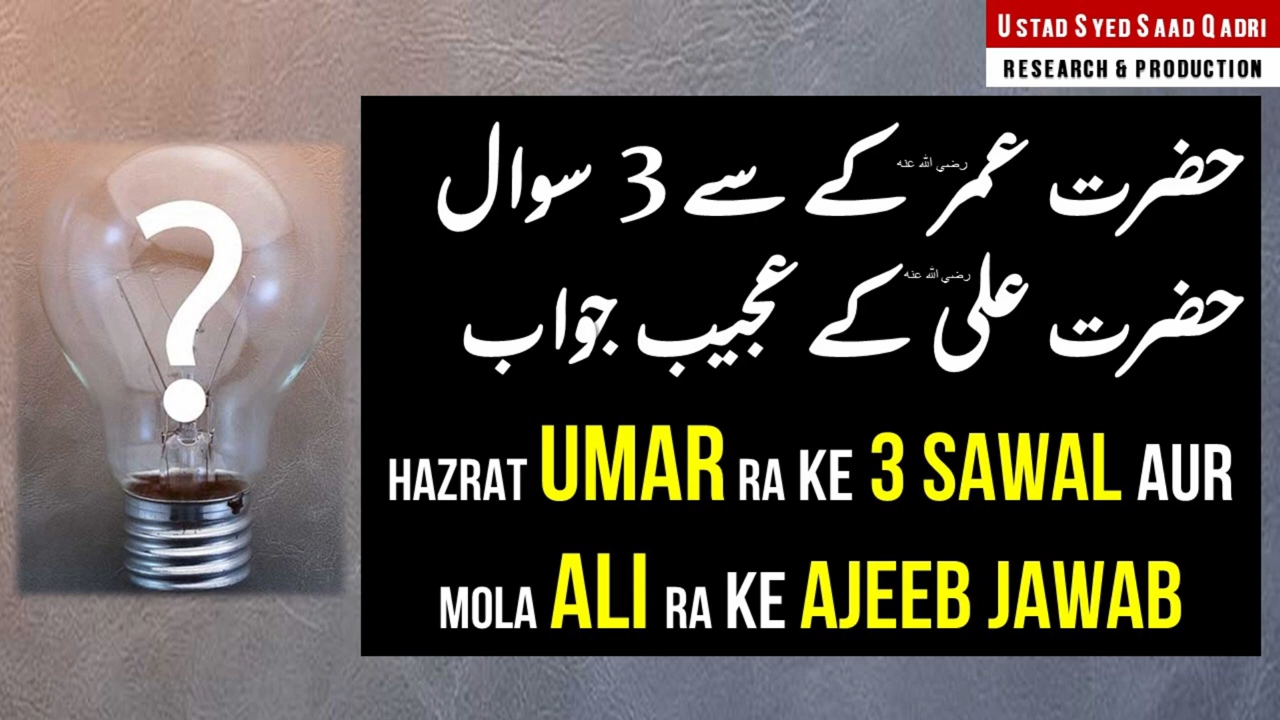 USTAD SYED SAAD QADRI
RESEARCH & PRODUCTION
حضرت عمر رضي الله عنه کے سے 3 سوال
حضرت علی رضي الله عنه کے عجیب جواب
HAZRAT UMAR RA KE 3 SAWAL AUR
MOLA ALI RA KE AJEEB JAWAB
?